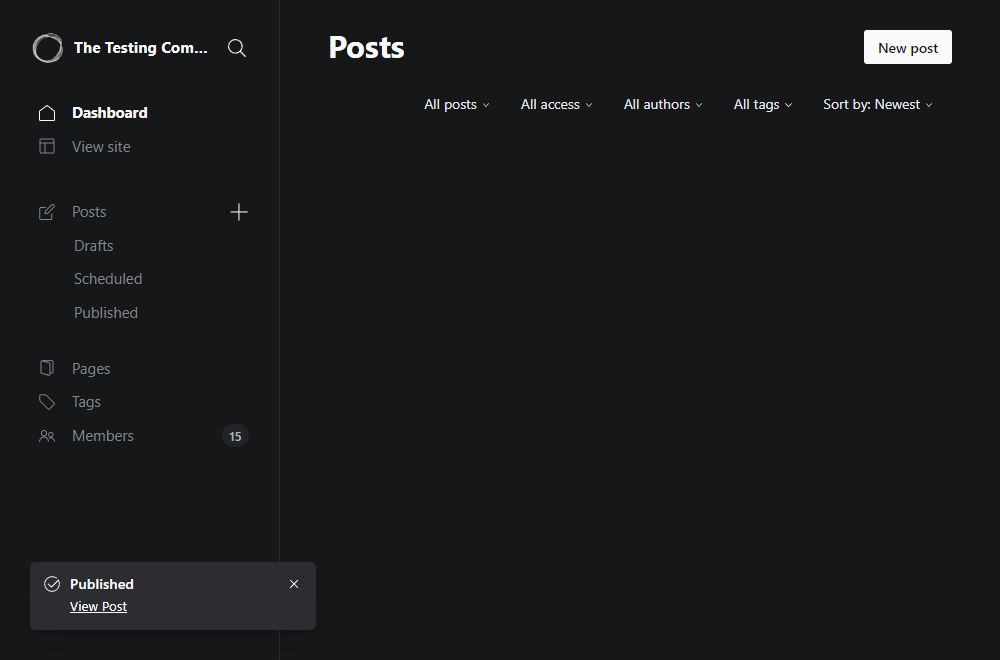 The Testing Com...
Posts
New post
All posts
All access
All authors
All tags
Sort by: Newest
Dashboard
View site
Posts
Drafts
Scheduled
Published
Pages
Tags
Members
15
Published
View Post